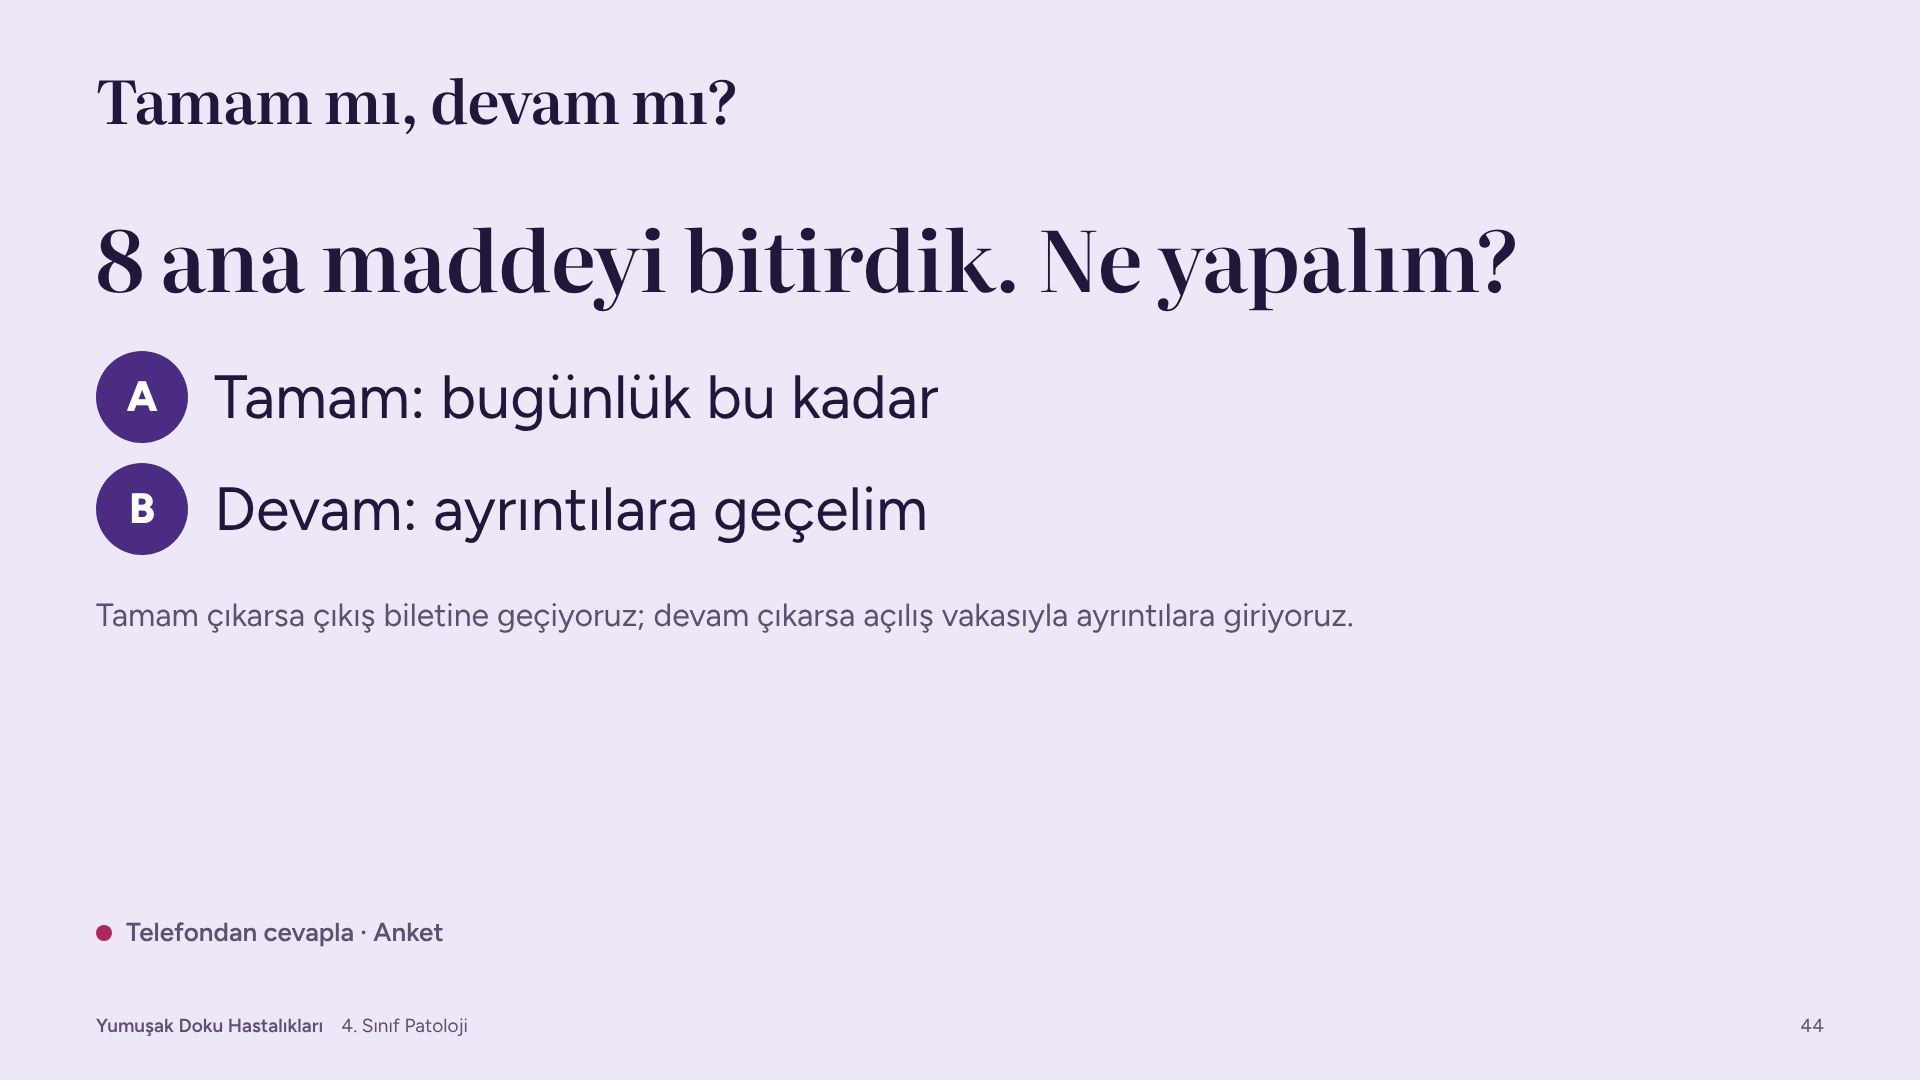 Tamam mı, devam mı?
8 ana maddeyi bitirdik. Ne yapalım?
A Tamam: bugünlük bu kadar
B Devam: ayrıntılara geçelim
Tamam çıkarsa çıkış biletine geçiyoruz; devam çıkarsa açılış vakasıyla ayrıntılara giriyoruz.
Telefondan cevapla · Anket
Yumuşak Doku Hastalıkları 4. Sınıf Patoloji 44